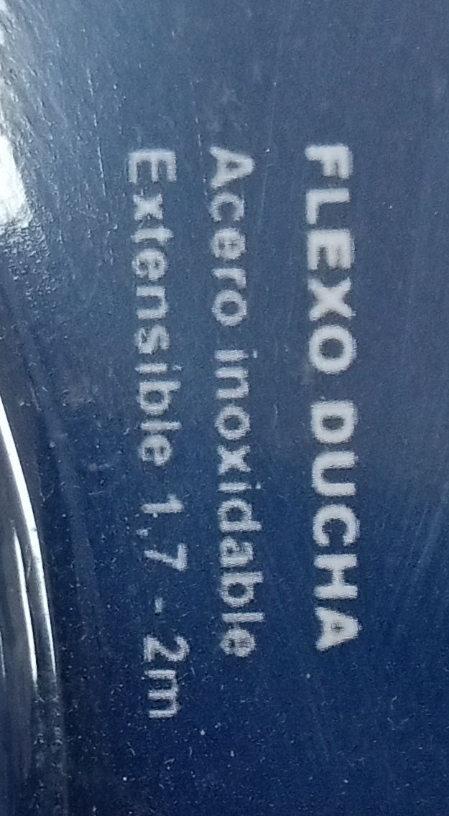 FLEXO DUCHA
Acero inoxidable
Extensible 1,7 - 2m